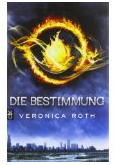 DIE BESTIMMUNG
VERONICA ROTH